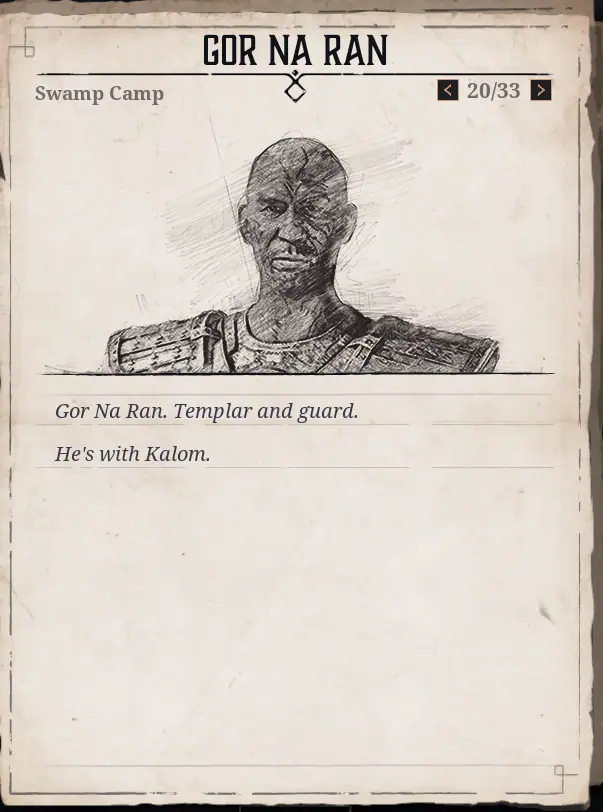 GOR NA RAN
Swamp Camp
< 20/33 >
Gor Na Ran. Templar and guard.
He's with Kalom.